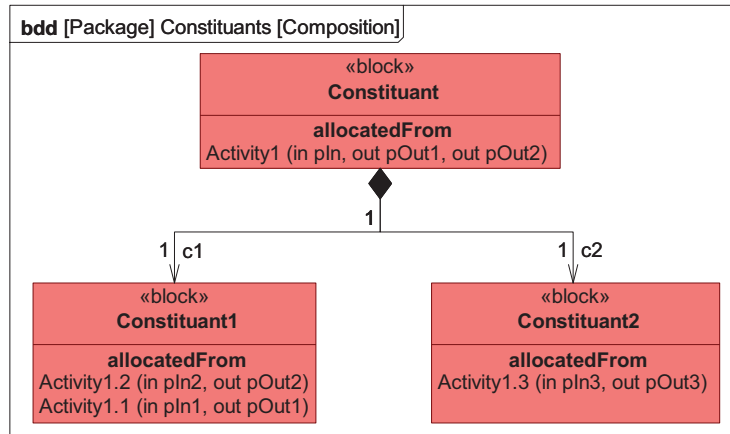 bdd [Package] Constituants [Composition]
«block»
Constituant
allocatedFrom
Activity1 (in pIn, out pOut1, out pOut2)
1
1 c1
1 c2
«block»
Constituant1
allocatedFrom
Activity1.2 (in pIn2, out pOut2)
Activity1.1 (in pIn1, out pOut1)
«block»
Constituant2
allocatedFrom
Activity1.3 (in pIn3, out pOut3)